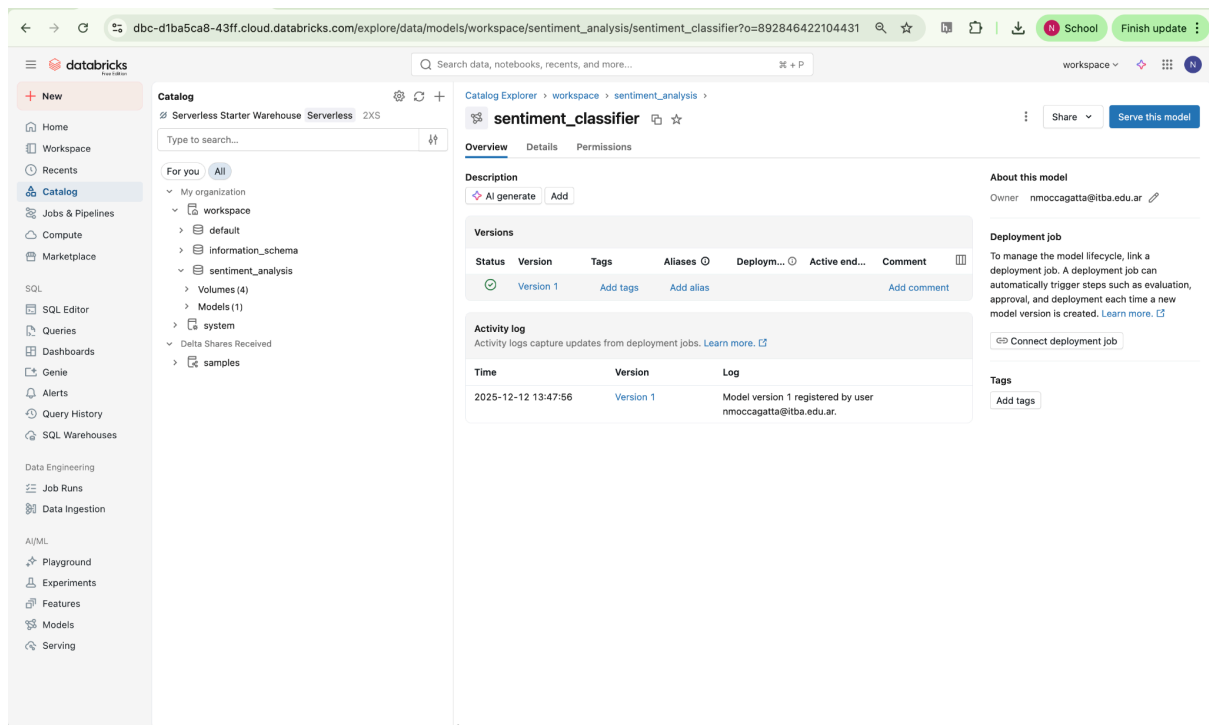 dbc-d1ba5ca8-43ff.cloud.databricks.com/explore/data/models/workspace/sentiment_analysis/sentiment_classifier?o=892846422104431
N School
Finish update
databricks
Free Edition
Search data, notebooks, recents, and more...
⌘ + P
workspace
N
New
Home
Workspace
Recents
Catalog
Jobs & Pipelines
Compute
Marketplace
SQL
SQL Editor
Queries
Dashboards
Genie
Alerts
Query History
SQL Warehouses
Data Engineering
Job Runs
Data Ingestion
AI/ML
Playground
Experiments
Features
Models
Serving
Catalog
Serverless Starter Warehouse Serverless 2XS
Type to search...
For you All
My organization
workspace
default
information_schema
sentiment_analysis
Volumes (4)
Models (1)
system
Delta Shares Received
samples
Catalog Explorer > workspace > sentiment_analysis >
sentiment_classifier
Share
Serve this model
Overview Details Permissions
Description
AI generate Add
Versions
Status Version Tags Aliases Deploym... Active end... Comment
Version 1 Add tags Add alias Add comment
Activity log
Activity logs capture updates from deployment jobs. Learn more.
Time Version Log
2025-12-12 13:47:56 Version 1 Model version 1 registered by user
nmoccagatta@itba.edu.ar.
About this model
Owner nmoccagatta@itba.edu.ar
Deployment job
To manage the model lifecycle, link a
deployment job. A deployment job can
automatically trigger steps such as evaluation,
approval, and deployment each time a new
model version is created. Learn more.
Connect deployment job
Tags
Add tags